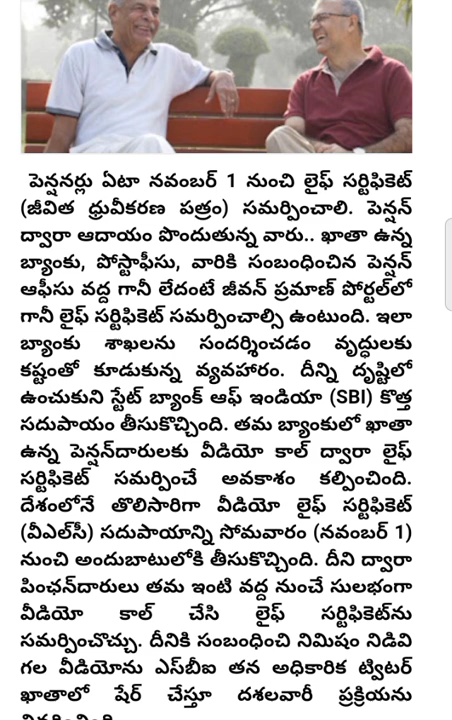 పెన్షనర్లు ఏటా నవంబర్ 1 నుంచి లైఫ్ సర్టిఫికెట్
(జీవిత ధ్రువీకరణ పత్రం) సమర్పించాలి. పెన్షన్
ద్వారా ఆదాయం పొందుతున్న వారు.. ఖాతా ఉన్న
బ్యాంకు, పోస్టాఫీసు, వారికి సంబంధించిన పెన్షన్
ఆఫీసు వద్ద గానీ లేదంటే జీవన్ ప్రమాణ్ పోర్టల్‌లో
గానీ లైఫ్ సర్టిఫికెట్ సమర్పించాల్సి ఉంటుంది. ఇలా
బ్యాంకు శాఖలను సందర్శించడం వృద్ధులకు
కష్టంతో కూడుకున్న వ్యవహారం. దీన్ని దృష్టిలో
ఉంచుకుని స్టేట్ బ్యాంక్ ఆఫ్ ఇండియా (SBI) కొత్త
సదుపాయం తీసుకొచ్చింది. తమ బ్యాంకులో ఖాతా
ఉన్న పెన్షన్‌దారులకు వీడియో కాల్ ద్వారా లైఫ్
సర్టిఫికెట్ సమర్పించే అవకాశం కల్పించింది.
దేశంలోనే తొలిసారిగా వీడియో లైఫ్ సర్టిఫికెట్
(వీఎల్‌సీ) సదుపాయాన్ని సోమవారం (నవంబర్ 1)
నుంచి అందుబాటులోకి తీసుకొచ్చింది. దీని ద్వారా
పింఛన్‌దారులు తమ ఇంటి వద్ద నుంచే సులభంగా
వీడియో కాల్ చేసి లైఫ్ సర్టిఫికెట్‌ను
సమర్పించొచ్చు. దీనికి సంబంధించి నిమిషం నిడివి
గల వీడియోను ఎస్‌బీఐ తన అధికారిక ట్విటర్
ఖాతాలో షేర్ చేస్తూ దశలవారీ ప్రక్రియను